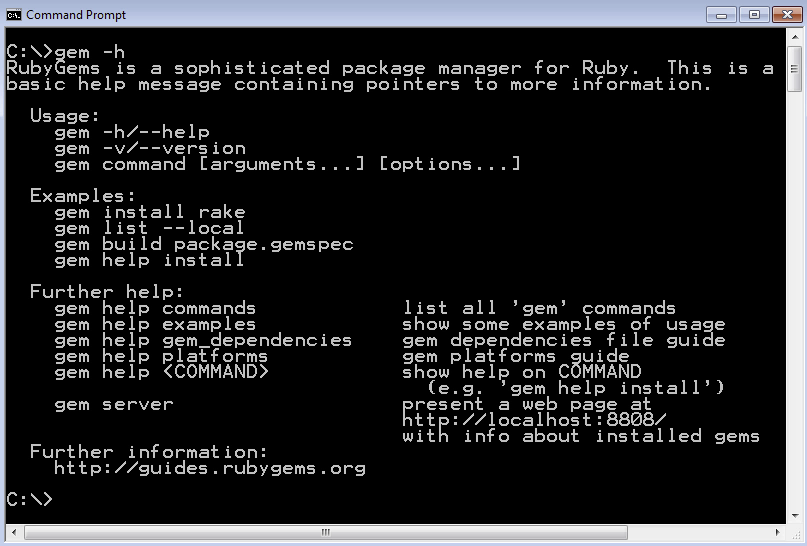 Command Prompt
C:\>gem -h
RubyGems is a sophisticated package manager for Ruby.  This is a
basic help message containing pointers to more information.
  Usage:
    gem -h/--help
    gem -v/--version
    gem command [arguments...] [options...]
  Examples:
    gem install rake
    gem list --local
    gem build package.gemspec
    gem help install
  Further help:
    gem help commands            list all 'gem' commands
    gem help examples            show some examples of usage
    gem help gem_dependencies    gem dependencies file guide
    gem help platforms           gem platforms guide
    gem help <COMMAND>           show help on COMMAND
                                   (e.g. 'gem help install')
    gem server                   present a web page at
                                 http://localhost:8808/
                                 with info about installed gems
  Further information:
    http://guides.rubygems.org
C:\>